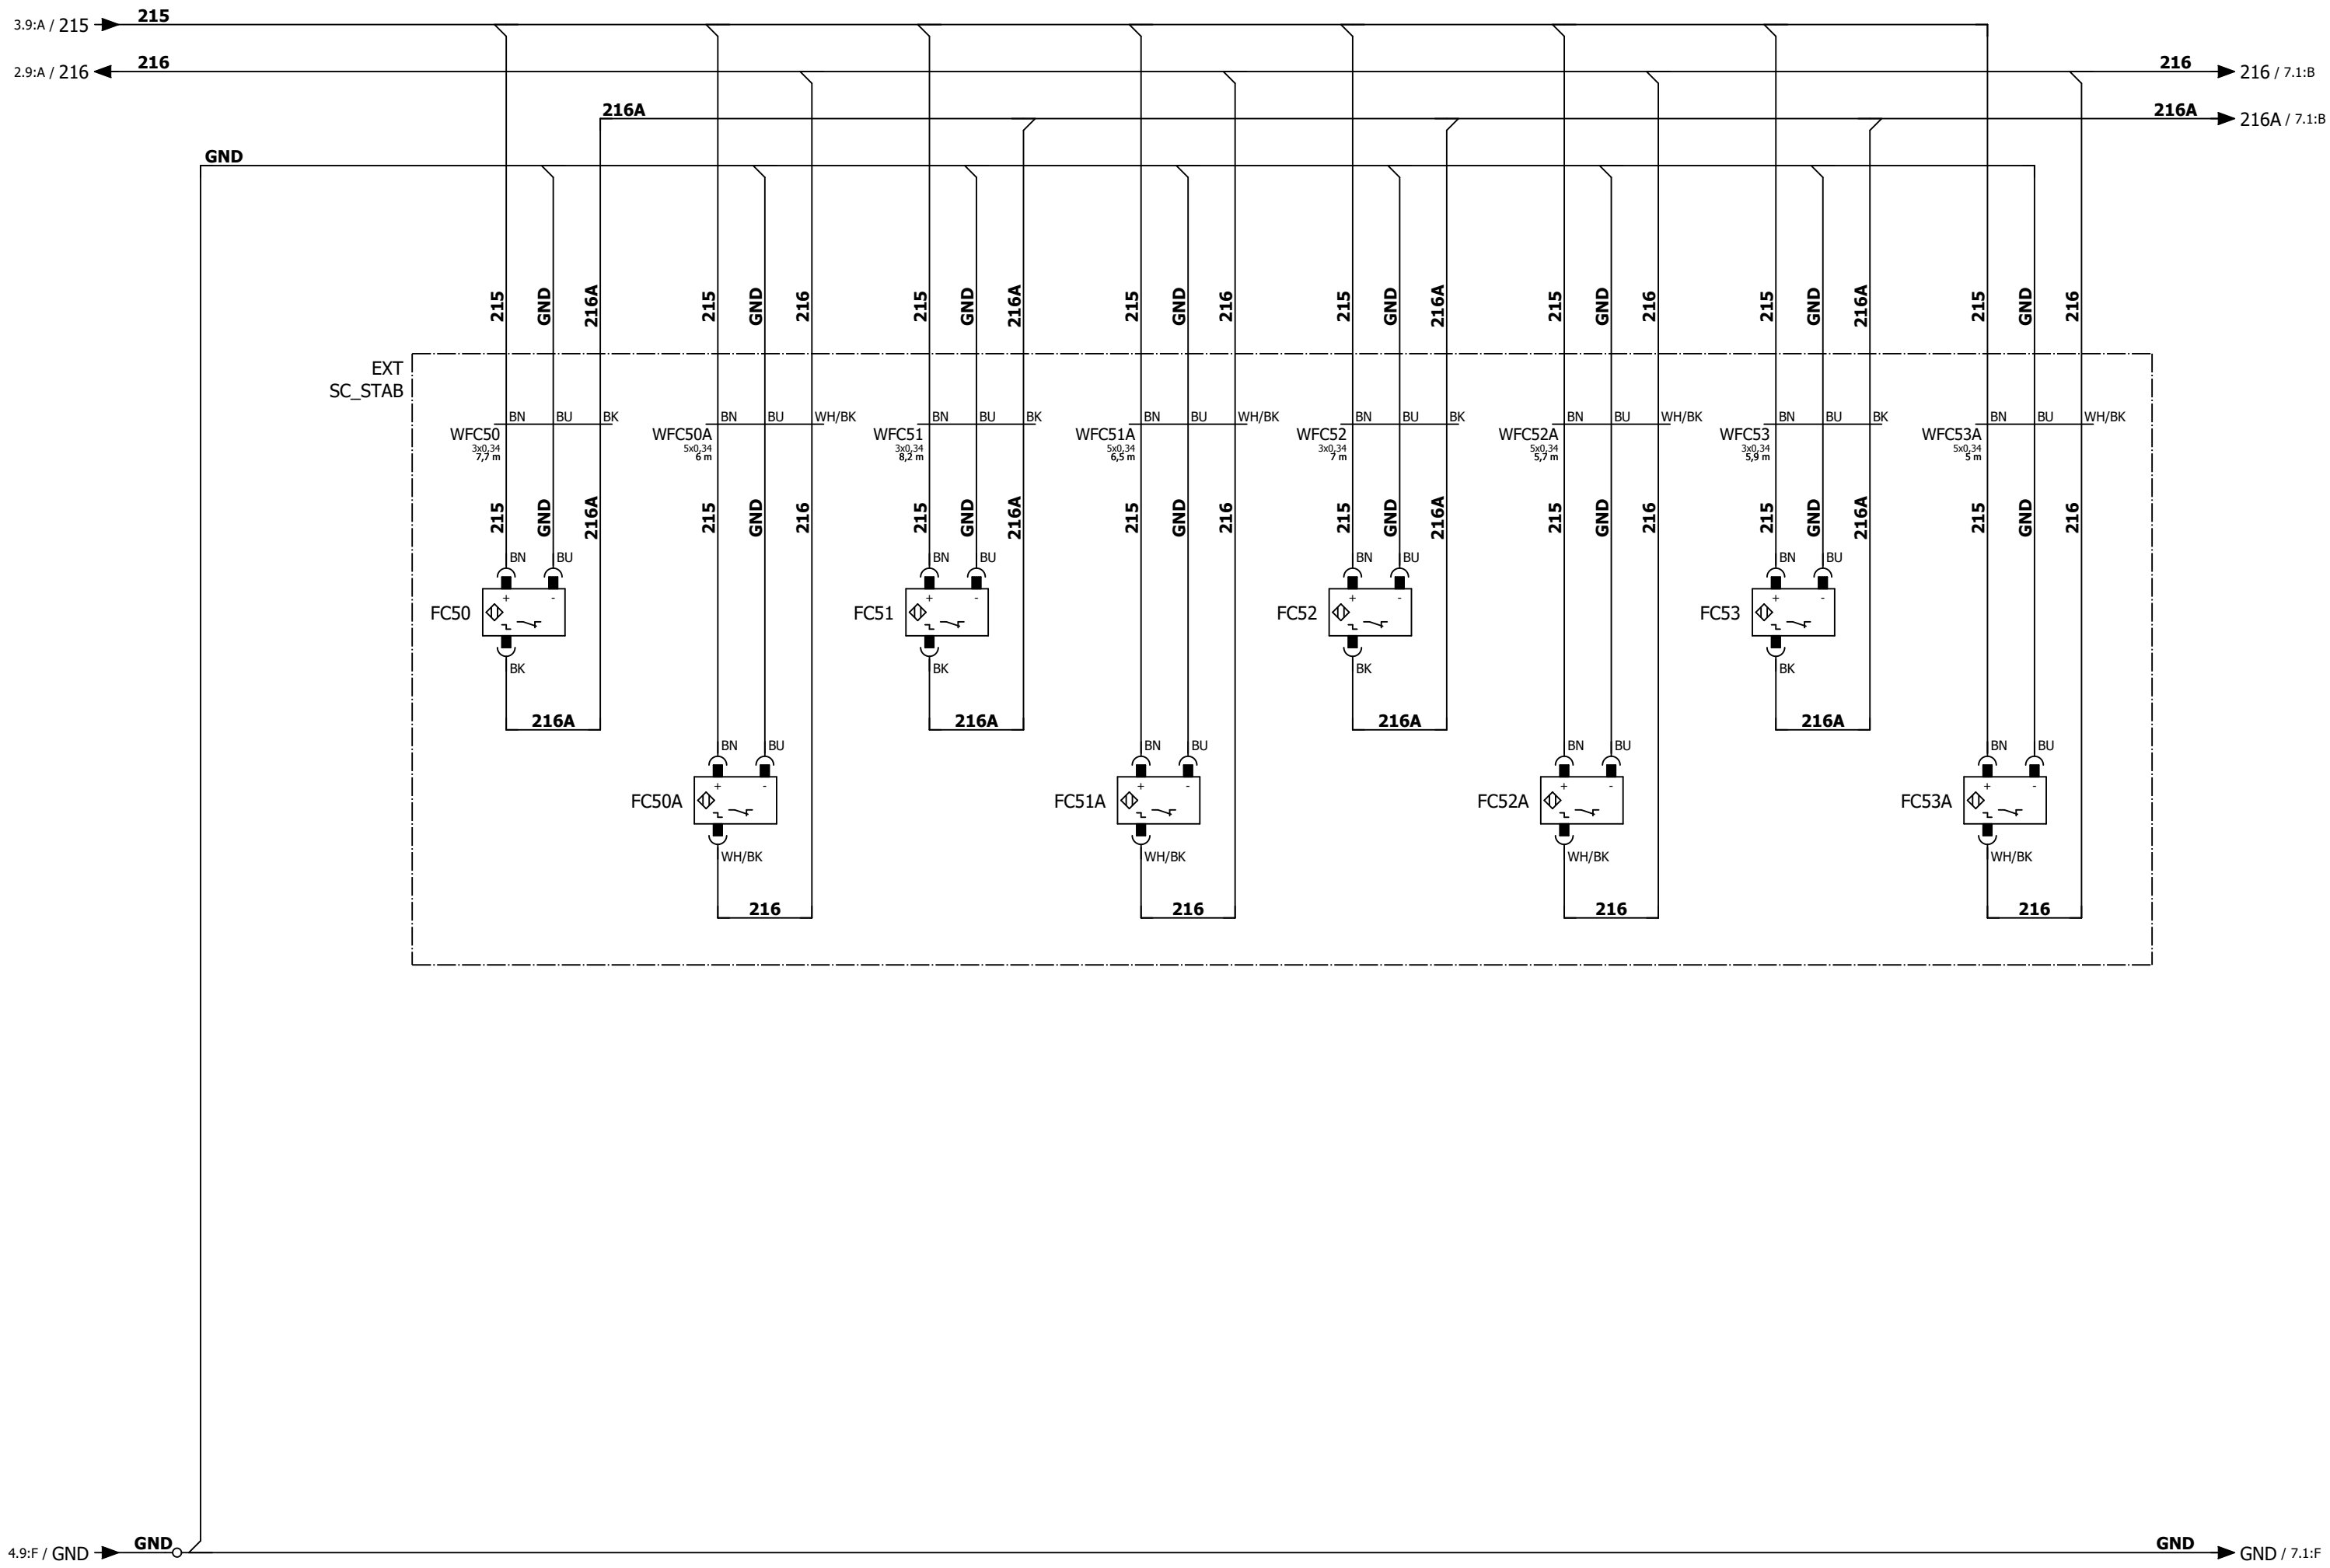 3.9:A / 215 215
2.9:A / 216 216 216 216 / 7.1:B
216A 216A 216A / 7.1:B
GND
215 GND 216A 215 GND 216 215 GND 216A 215 GND 216 215 GND 216A 215 GND 216 215 GND 216A 215 GND 216
EXT
SC_STAB
BN BU BK BN BU WH/BK BN BU BK BN BU WH/BK BN BU BK BN BU WH/BK BN BU BK BN BU WH/BK
WFC50 WFC50A WFC51 WFC51A WFC52 WFC52A WFC53 WFC53A
3x0,34 5x0,34 3x0,34 5x0,34 3x0,34 5x0,34 3x0,34 5x0,34
7,7 m 6 m 8,2 m 6,5 m 7 m 5,7 m 5,9 m 5 m
215 GND 216A 215 GND 216 215 GND 216A 215 GND 216 215 GND 216A 215 GND 216 215 GND 216A 215 GND 216
BN BU BN BU BN BU BN BU
+ - + - + - + -
FC50 FC51 FC52 FC53
BK BK BK BK
216A 216A 216A 216A
BN BU BN BU BN BU BN BU
+ - + - + - + -
FC50A FC51A FC52A FC53A
WH/BK WH/BK WH/BK WH/BK
216 216 216 216
4.9:F / GND GND GND GND / 7.1:F